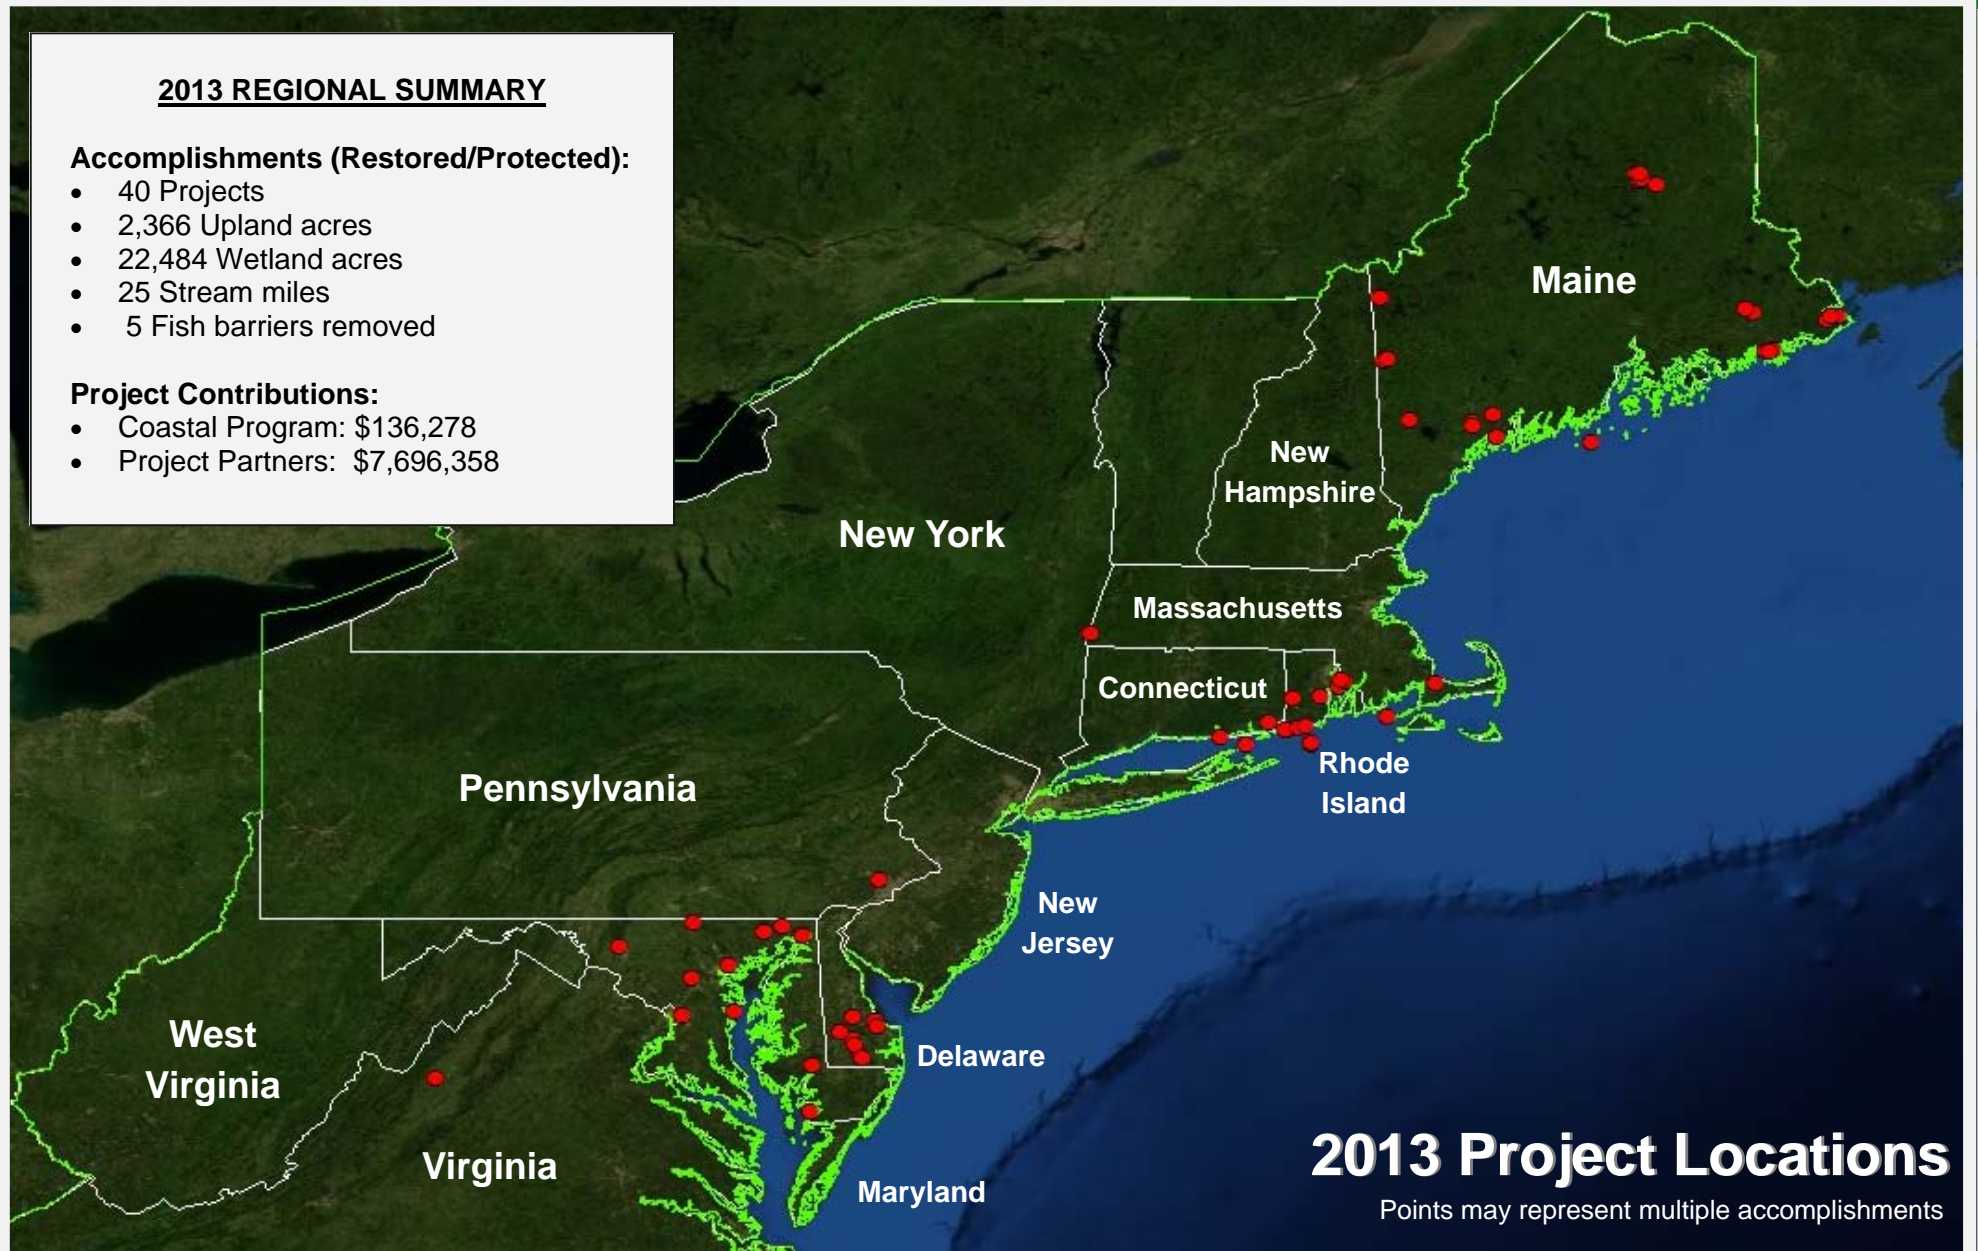 2013 REGIONAL SUMMARY
Accomplishments (Restored/Protected):
• 40 Projects
• 2,366 Upland acres
• 22,484 Wetland acres
• 25 Stream miles
• 5 Fish barriers removed
Project Contributions:
• Coastal Program: $136,278
• Project Partners: $7,696,358
Maine
New
Hampshire
New York
Massachusetts
Connecticut
Rhode
Island
Pennsylvania
New
Jersey
West
Virginia
Delaware
Virginia
Maryland
2013 Project Locations
Points may represent multiple accomplishments